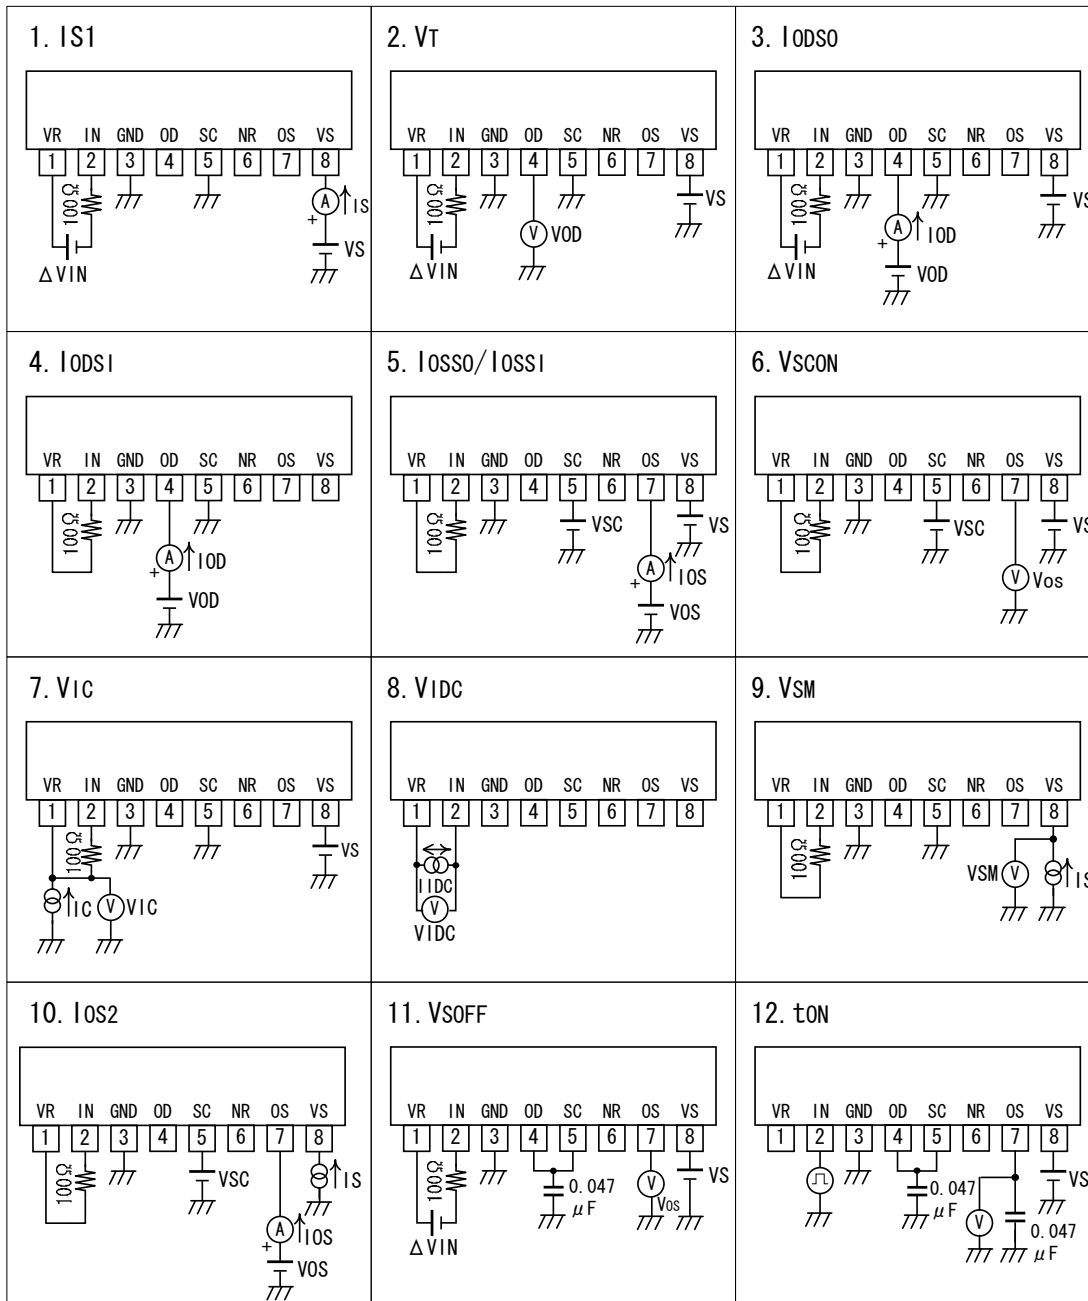 1. IS1
VR IN GND OD SC NR OS VS
1 2 3 4 5 6 7 8
100Ω
A
IS
+
VS
ΔVIN
2. VT
VR IN GND OD SC NR OS VS
1 2 3 4 5 6 7 8
100Ω
VS
V VOD
ΔVIN
3. IODSO
VR IN GND OD SC NR OS VS
1 2 3 4 5 6 7 8
100Ω
VS
A
IOD
+
VOD
ΔVIN
4. IODSI
VR IN GND OD SC NR OS VS
1 2 3 4 5 6 7 8
100Ω
A
IOD
+
VOD
5. IOSSO/IOSSI
VR IN GND OD SC NR OS VS
1 2 3 4 5 6 7 8
100Ω
VSC
VS
A
IOS
+
VOS
6. VSCON
VR IN GND OD SC NR OS VS
1 2 3 4 5 6 7 8
100Ω
VSC
VS
V Vos
7. VIC
VR IN GND OD SC NR OS VS
1 2 3 4 5 6 7 8
100Ω
VS
IC
V VIC
8. VIDC
VR IN GND OD SC NR OS VS
1 2 3 4 5 6 7 8
IIDC
V
VIDC
9. VSM
VR IN GND OD SC NR OS VS
1 2 3 4 5 6 7 8
100Ω
VSM V
IS
10. IOS2
VR IN GND OD SC NR OS VS
1 2 3 4 5 6 7 8
100Ω
VSC
IS
A
IOS
+
VOS
11. VSOFF
VR IN GND OD SC NR OS VS
1 2 3 4 5 6 7 8
100Ω
0.047
μF
V
Vos
VS
ΔVIN
12. tON
VR IN GND OD SC NR OS VS
1 2 3 4 5 6 7 8
0.047
μF
VS
V
0.047
μF